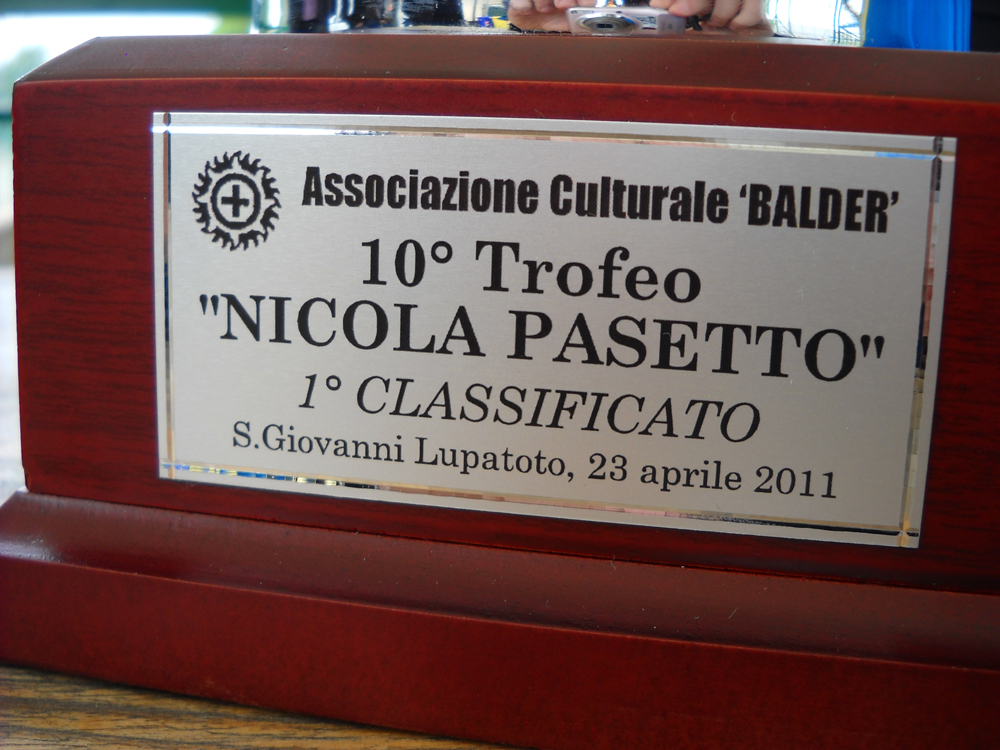 Associazione Culturale ‘BALDER’
10° Trofeo
"NICOLA PASETTO"
1° CLASSIFICATO
S.Giovanni Lupatoto, 23 aprile 2011